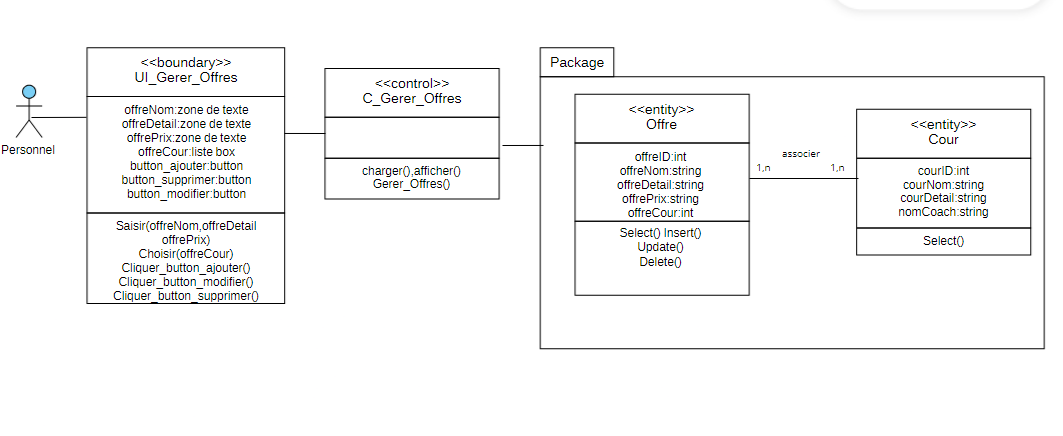 Personnel
<<boundary>>
UI_Gerer_Offres
offreNom:zone de texte
offreDetail:zone de texte
offrePrix:zone de texte
offreCour:liste box
button_ajouter:button
button_supprimer:button
button_modifier:button
Saisir(offreNom,offreDetail
offrePrix)
Choisir(offreCour)
Cliquer_button_ajouter()
Cliquer_button_modifier()
Cliquer_button_supprimer()
<<control>>
C_Gerer_Offres
charger(),afficher()
Gerer_Offres()
Package
<<entity>>
Offre
offreID:int
offreNom:string
offreDetail:string
offrePrix:string
offreCour:int
Select() Insert()
Update()
Delete()
associer
1,n 1,n
<<entity>>
Cour
courID:int
courNom:string
courDetail:string
nomCoach:string
Select()